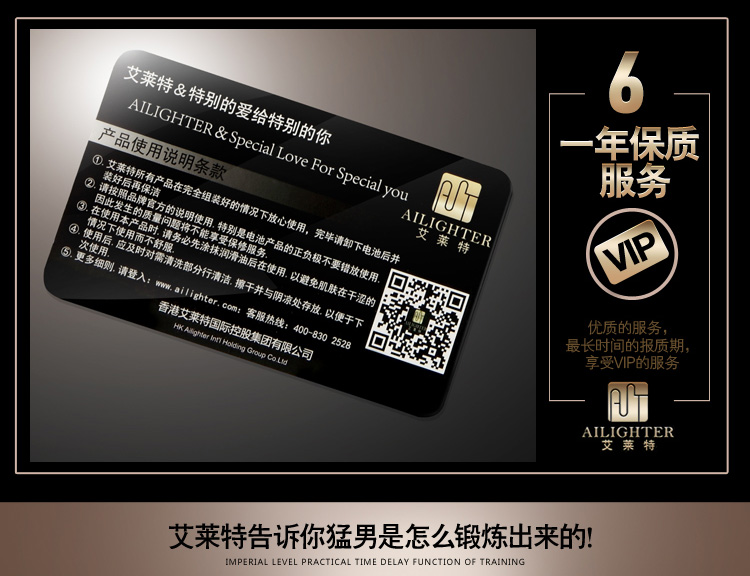 艾莱特&特别的爱给特别的你
AILIGHTER & Special Love For Special you
产品使用说明条款
①. 艾莱特所有产品在完全组装好的情况下放心使用，完毕请卸下电池后并
装好后再保洁
②. 请按照品牌官方的说明使用, 特别是电池产品的正负极不要错放使用,
因此发生的质量问题将不能享受保修服务.
③. 在使用本产品时, 请务必先涂抹润滑油后在使用, 以避免肌肤在干涩的
情况下使用而不舒服.
④. 使用后, 应及时对需清洗部分行清洁. 擦干并与阴凉处存放, 以便于下
次使用.
⑤. 更多细则, 请登入: www.ailighter.com; 客服热线: 400-830 2528
香港艾莱特国际控股集团有限公司
HK Ailighter Int'l Holding Group Co Ltd
AILIGHTER
艾 莱 特
6
一年保质
服务
VIP
优质的服务，
最长时间的报质期，
享受VIP的服务
AILIGHTER
艾 莱 特
艾莱特告诉你猛男是怎么锻炼出来的!
IMPERIAL LEVEL PRACTICAL TIME DELAY FUNCTION OF TRAINING